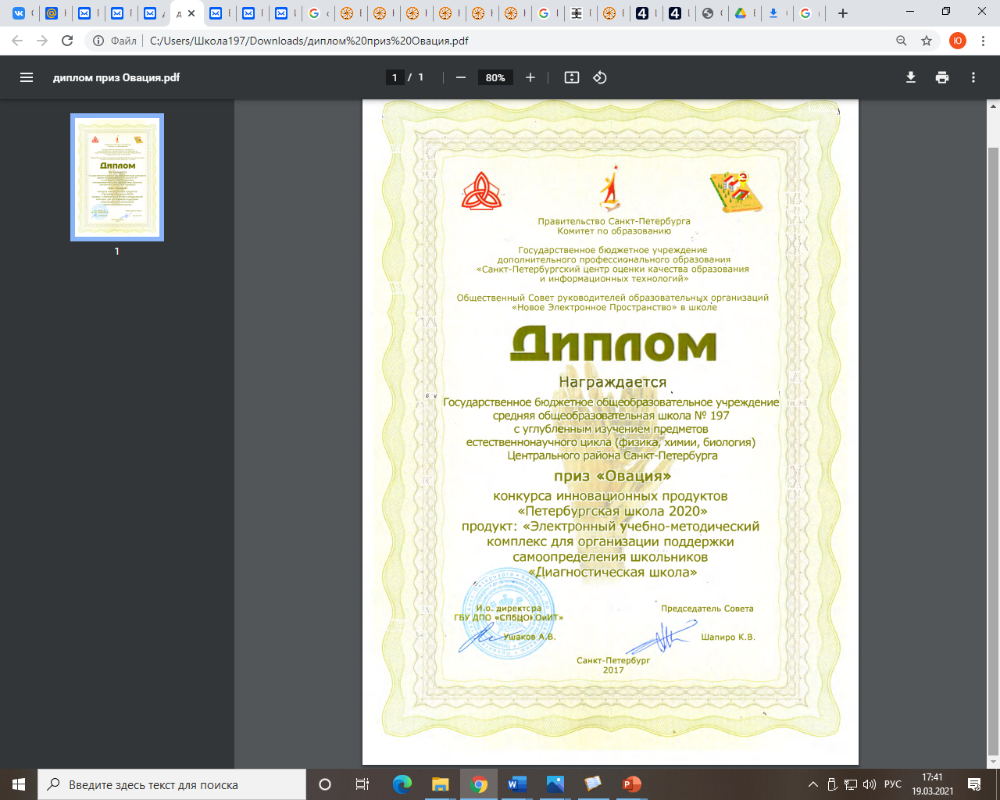 Файл
C:/Users/Школа197/Downloads/диплом%20приз%20Овация.pdf
Ю
диплом приз Овация.pdf
1 / 1
80%
1
Правительство Санкт-Петербурга
Комитет по образованию
Государственное бюджетное учреждение
дополнительного профессионального образования
«Санкт-Петербургский центр оценки качества образования
и информационных технологий»
Общественный Совет руководителей образовательных организаций
«Новое Электронное Пространство» в школе
Диплом
Награждается
Государственное бюджетное общеобразовательное учреждение
средняя общеобразовательная школа № 197
с углубленным изучением предметов
естественнонаучного цикла (физика, химии, биология)
Центрального района Санкт-Петербурга
приз «Овация»
конкурса инновационных продуктов
«Петербургская школа 2020»
продукт: «Электронный учебно-методический
комплекс для организации поддержки
самоопределения школьников
«Диагностическая школа»
И.о. директора
ГБУ ДПО «СПбЦОКОиИТ»
Ушаков А.В.
Председатель Совета
Шапиро К.В.
Санкт-Петербург
2017
Введите здесь текст для поиска
РУС
17:41
19.03.2021